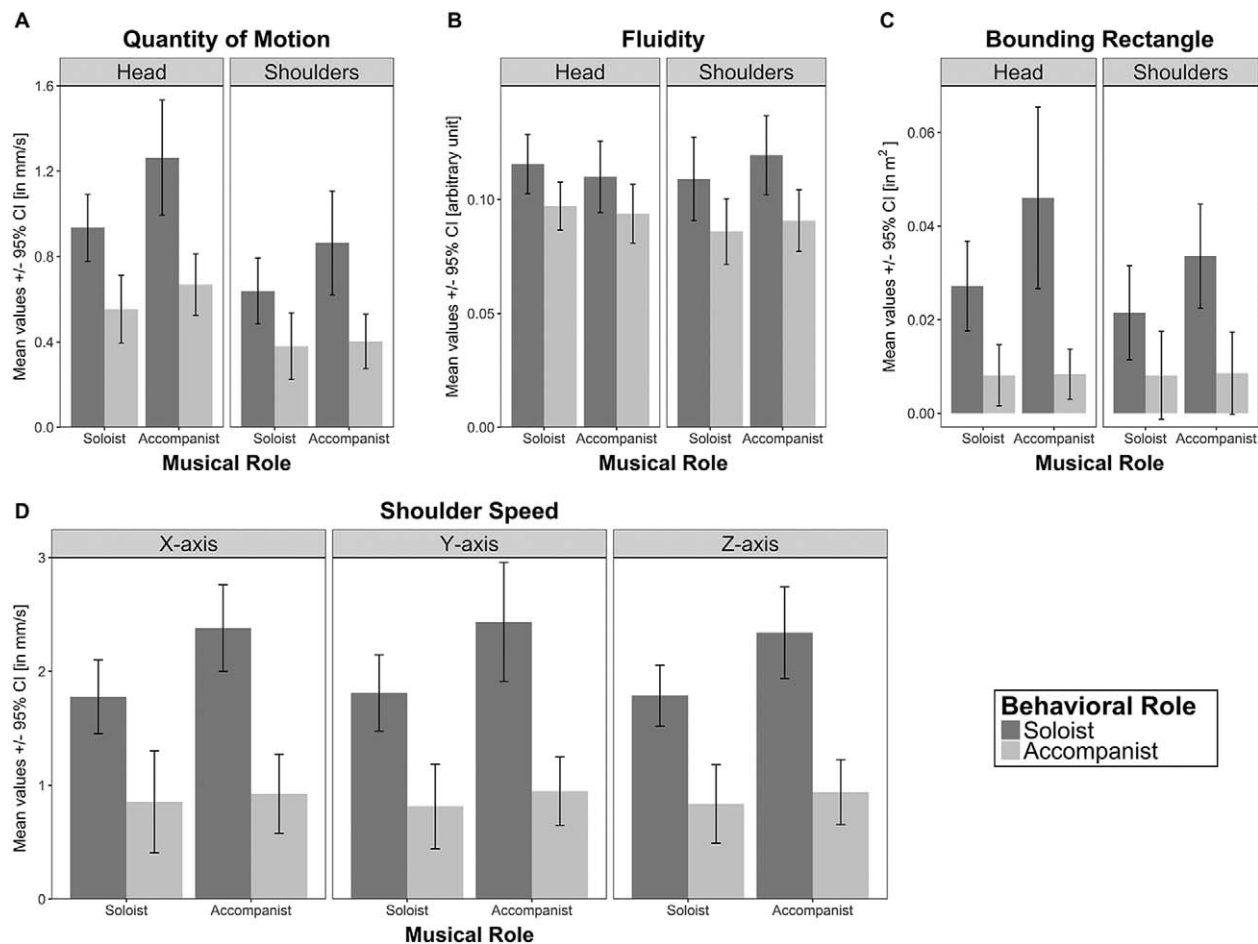 A
Quantity of Motion
Head
Shoulders
Mean values +/- 95% CI [in mm/s]
1.6
1.2
0.8
0.4
0.0
Soloist
Accompanist
Soloist
Accompanist
Musical Role
B
Fluidity
Head
Shoulders
Mean values +/- 95% CI [arbitrary unit]
0.10
0.05
0.00
Soloist
Accompanist
Soloist
Accompanist
Musical Role
C
Bounding Rectangle
Head
Shoulders
Mean values +/- 95% CI [in m²]
0.06
0.04
0.02
0.00
Soloist
Accompanist
Soloist
Accompanist
Musical Role
D
Shoulder Speed
X-axis
Y-axis
Z-axis
Mean values +/- 95% CI [in mm/s]
3
2
1
0
Soloist
Accompanist
Soloist
Accompanist
Soloist
Accompanist
Musical Role
Behavioral Role
Soloist
Accompanist